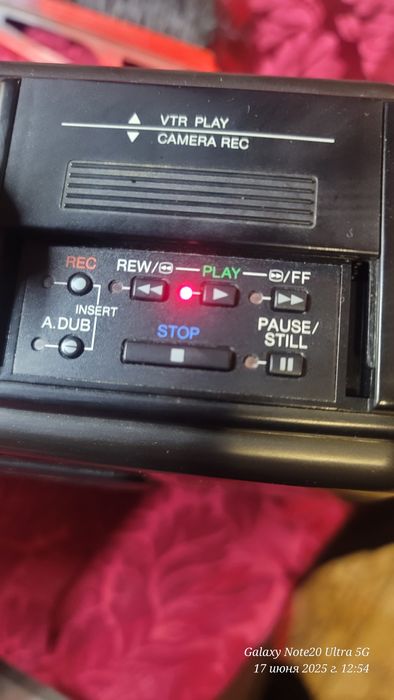 ▲ VTR PLAY
▼ CAMERA REC
REC REW/⏪ — PLAY — ⏩/FF
INSERT
A.DUB STOP PAUSE/
STILL
Galaxy Note20 Ultra 5G
17 июня 2025 г. 12:54